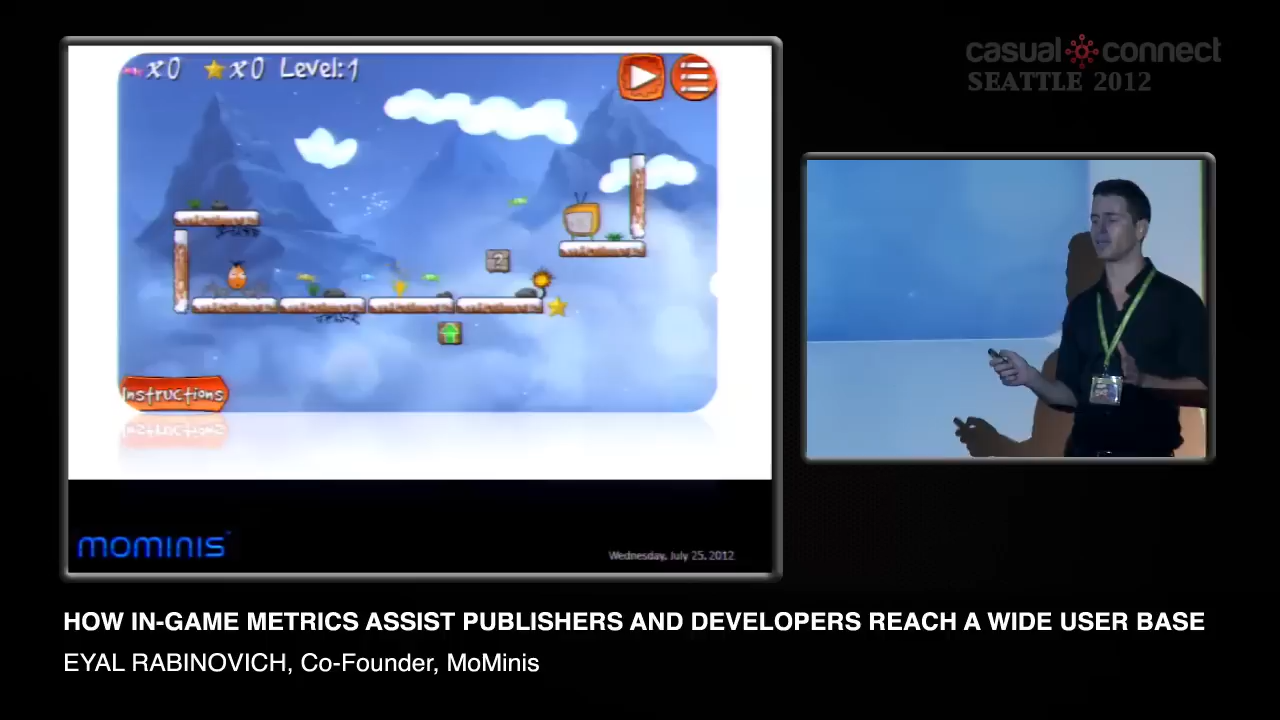 x0 x0 Level:1
casual connect
SEATTLE 2012
?
Instructions
mominis
Wednesday, July 25, 2012
HOW IN-GAME METRICS ASSIST PUBLISHERS AND DEVELOPERS REACH A WIDE USER BASE
EYAL RABINOVICH, Co-Founder, MoMinis